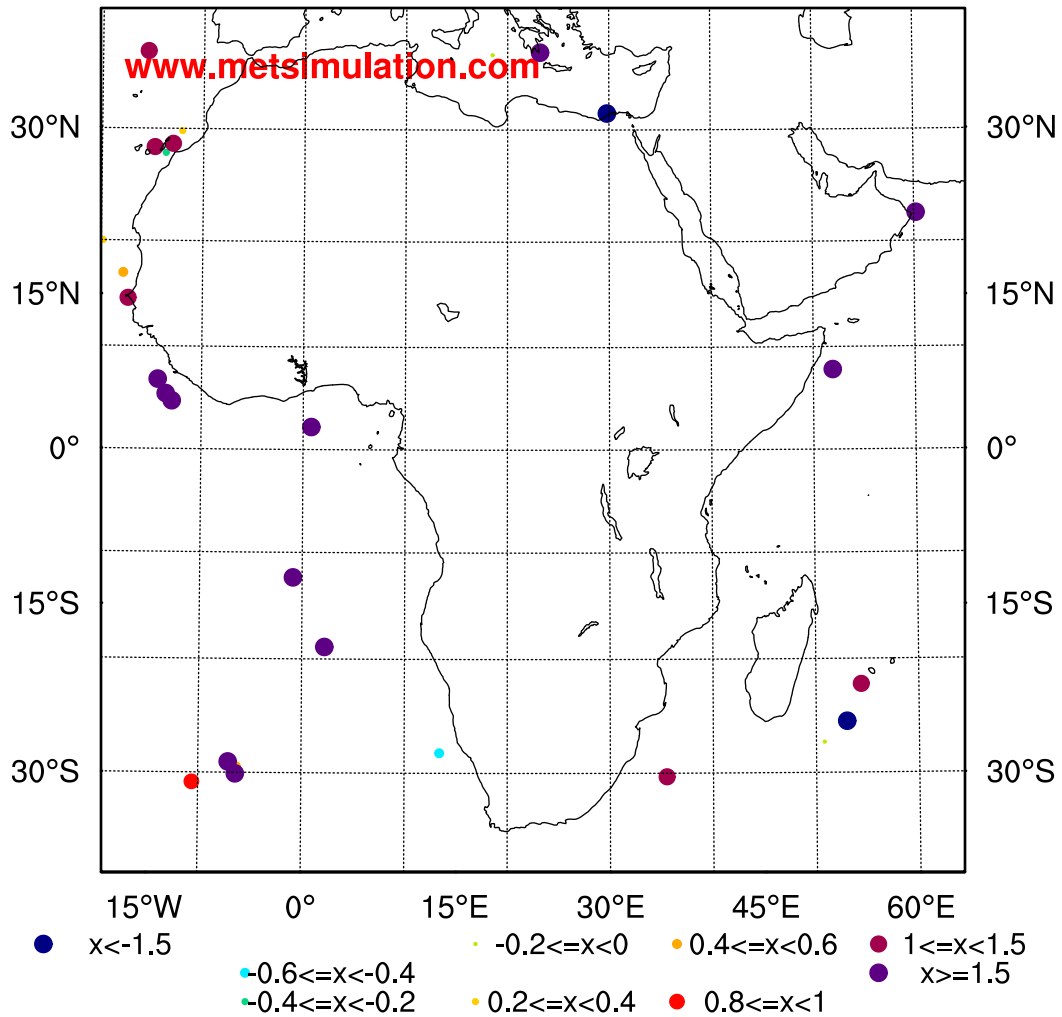 www.metsimulation.com
30°N 30°N
15°N 15°N
0° 0°
15°S 15°S
30°S 30°S
15°W 0° 15°E 30°E 45°E 60°E
x<-1.5 -0.2<=x<0 0.4<=x<0.6 1<=x<1.5
-0.6<=x<-0.4 x>=1.5
-0.4<=x<-0.2 0.2<=x<0.4 0.8<=x<1